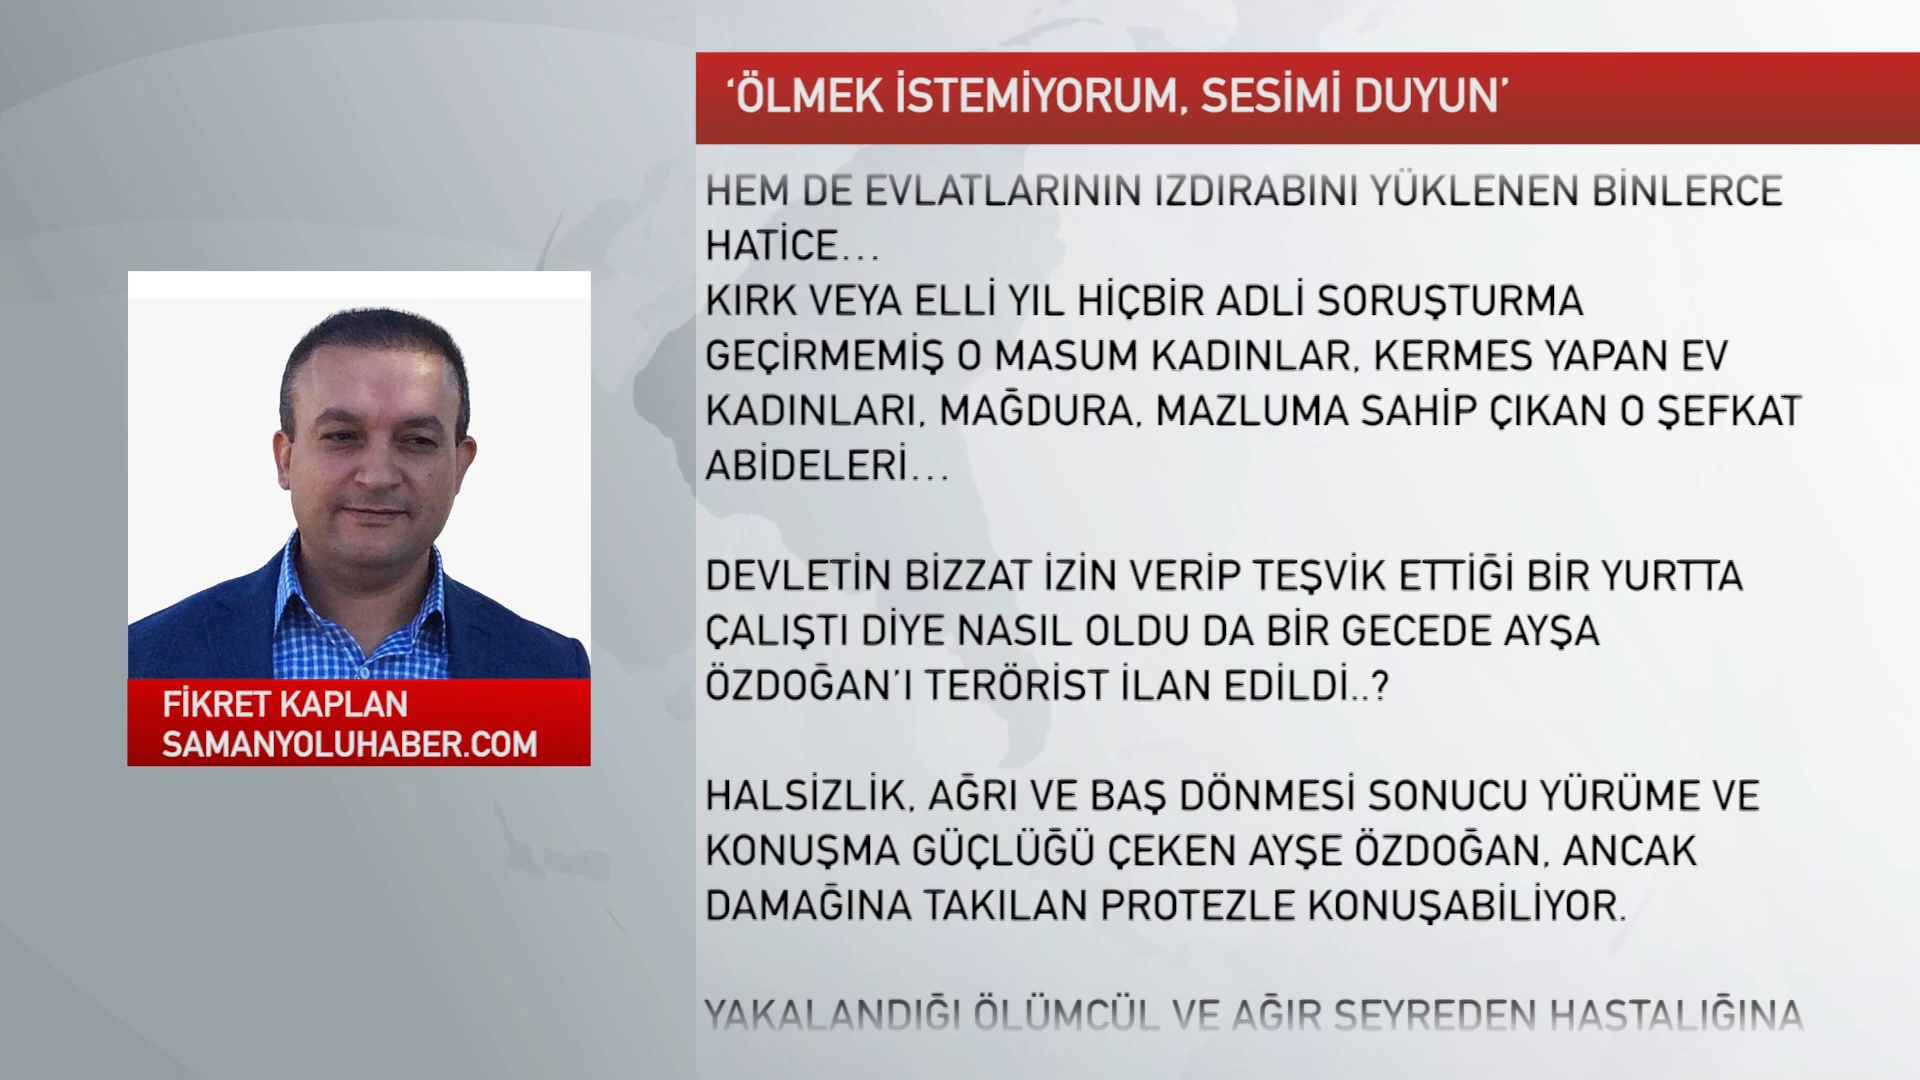 ‘ÖLMEK İSTEMİYORUM, SESİMİ DUYUN’
HEM DE EVLATLARININ IZDIRABINI YÜKLENEN BİNLERCE
HATİCE...
KIRK VEYA ELLİ YIL HİÇBİR ADLİ SORUŞTURMA
GEÇİRMEMİŞ O MASUM KADINLAR, KERMES YAPAN EV
KADINLARI, MAĞDURA, MAZLUMA SAHİP ÇIKAN O ŞEFKAT
ABİDELERİ...
DEVLETİN BİZZAT İZİN VERİP TEŞVİK ETTİĞİ BİR YURTTA
ÇALIŞTI DİYE NASIL OLDU DA BİR GECEDE AYŞA
ÖZDOĞAN’I TERÖRİST İLAN EDİLDİ..?
HALSİZLİK, AĞRI VE BAŞ DÖNMESİ SONUCU YÜRÜME VE
KONUŞMA GÜÇLÜĞÜ ÇEKEN AYŞE ÖZDOĞAN, ANCAK
DAMAĞINA TAKILAN PROTEZLE KONUŞABİLİYOR.
YAKALANDIĞI ÖLÜMCÜL VE AĞIR SEYREDEN HASTALIĞINA
FİKRET KAPLAN
SAMANYOLUHABER.COM